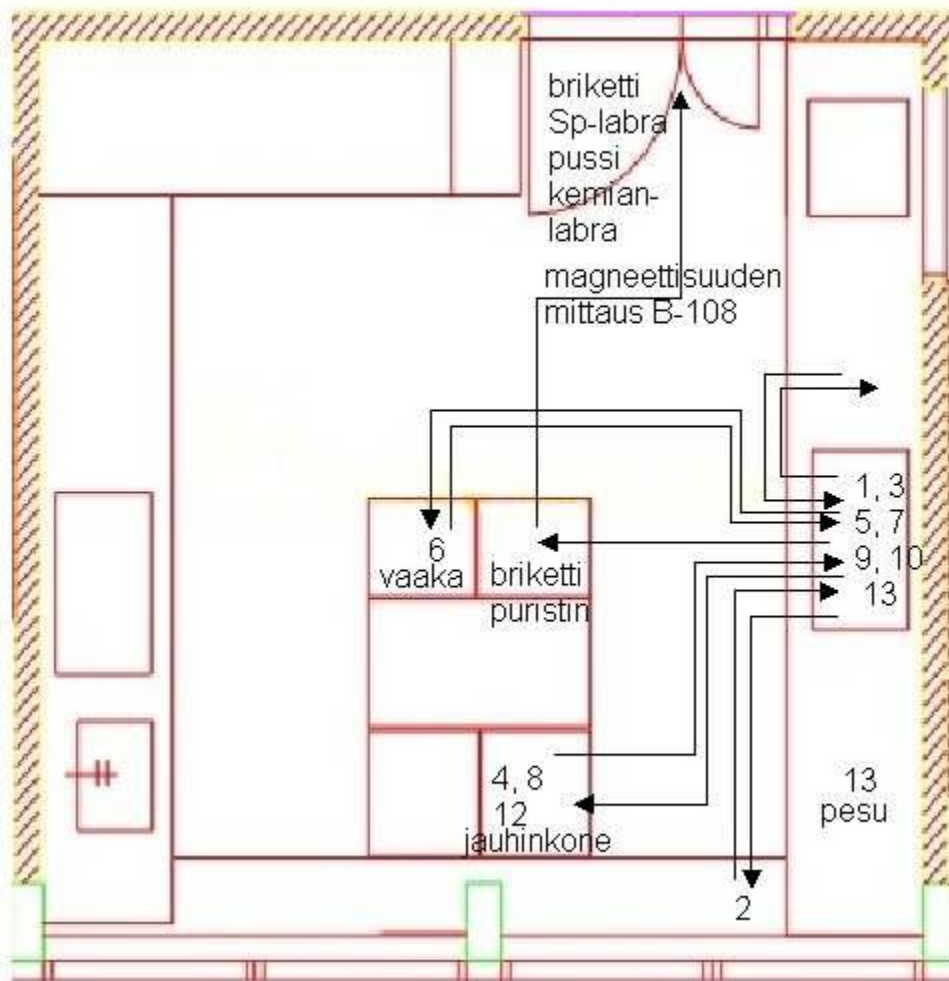 briketti
Sp-labra
pussi
kemian-
labra
magneettisuuden
mittaus B-108
1, 3
5, 7
9, 10
13
6
vaaka
briketti
puristin
4, 8
12
jauhinkone
13
pesu
2